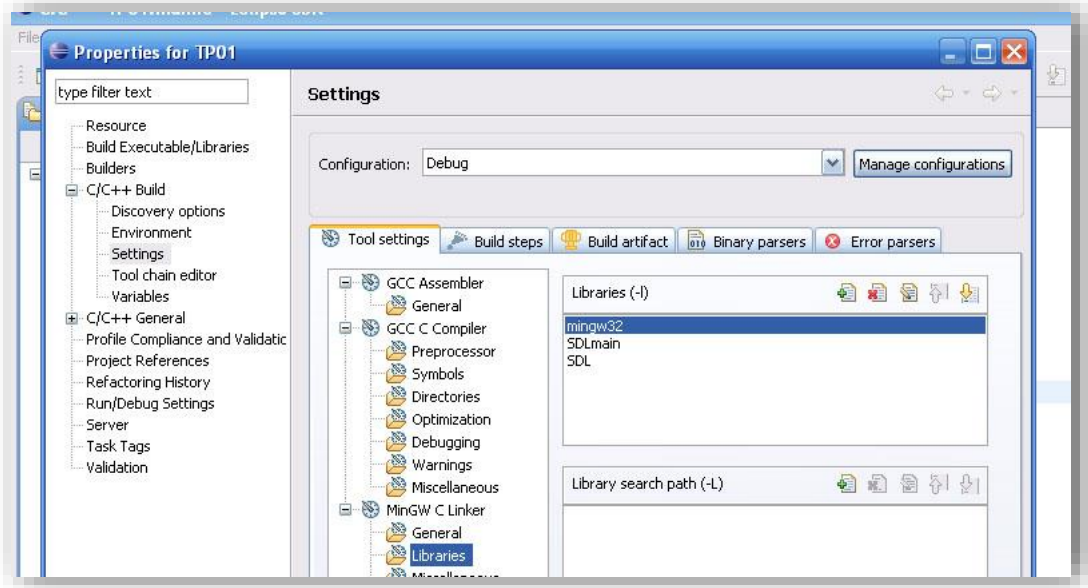 File
Properties for TP01
type filter text
Resource
Build Executable/Libraries
Builders
C/C++ Build
Discovery options
Environment
Settings
Tool chain editor
Variables
C/C++ General
Profile Compliance and Validatic
Project References
Refactoring History
Run/Debug Settings
Server
Task Tags
Validation
Settings
Configuration: Debug
Manage configurations
Tool settings Build steps Build artifact Binary parsers Error parsers
GCC Assembler
General
GCC C Compiler
Preprocessor
Symbols
Directories
Optimization
Debugging
Warnings
Miscellaneous
MinGW C Linker
General
Libraries
Libraries (-l)
mingw32
SDLmain
SDL
Library search path (-L)